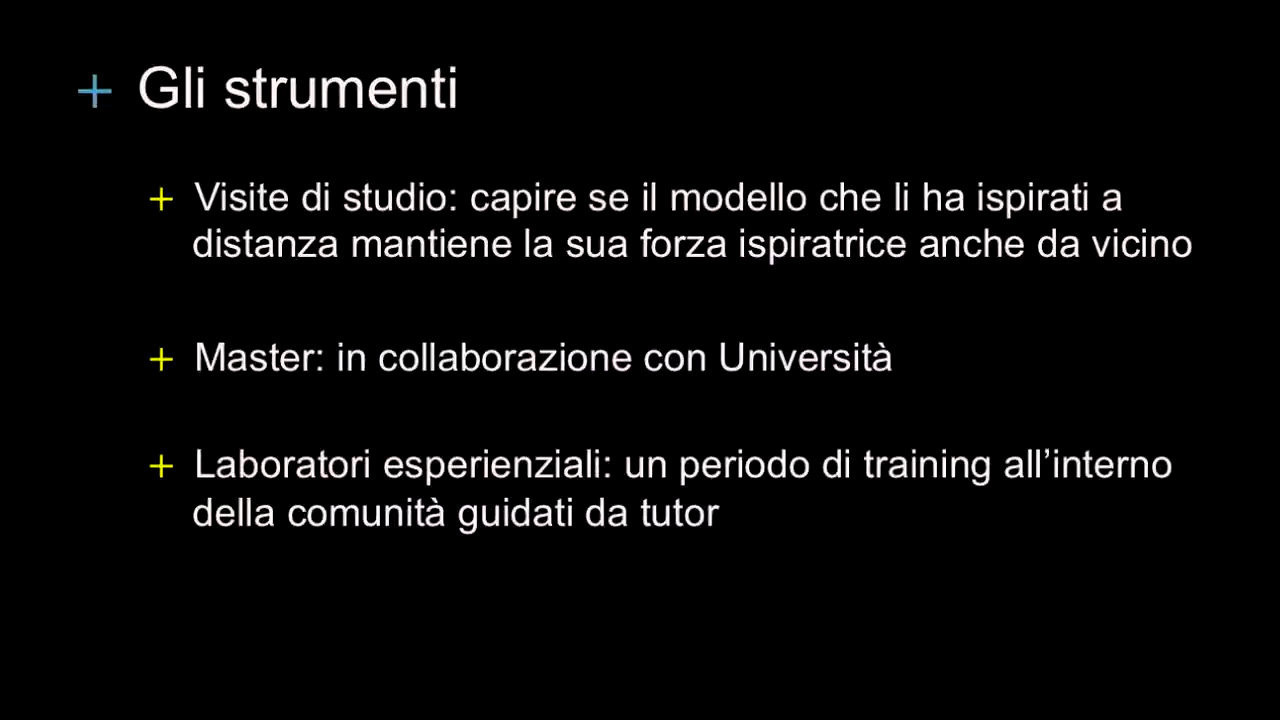 + Gli strumenti
+ Visite di studio: capire se il modello che li ha ispirati a
distanza mantiene la sua forza ispiratrice anche da vicino
+ Master: in collaborazione con Università
+ Laboratori esperienziali: un periodo di training all’interno
della comunità guidati da tutor